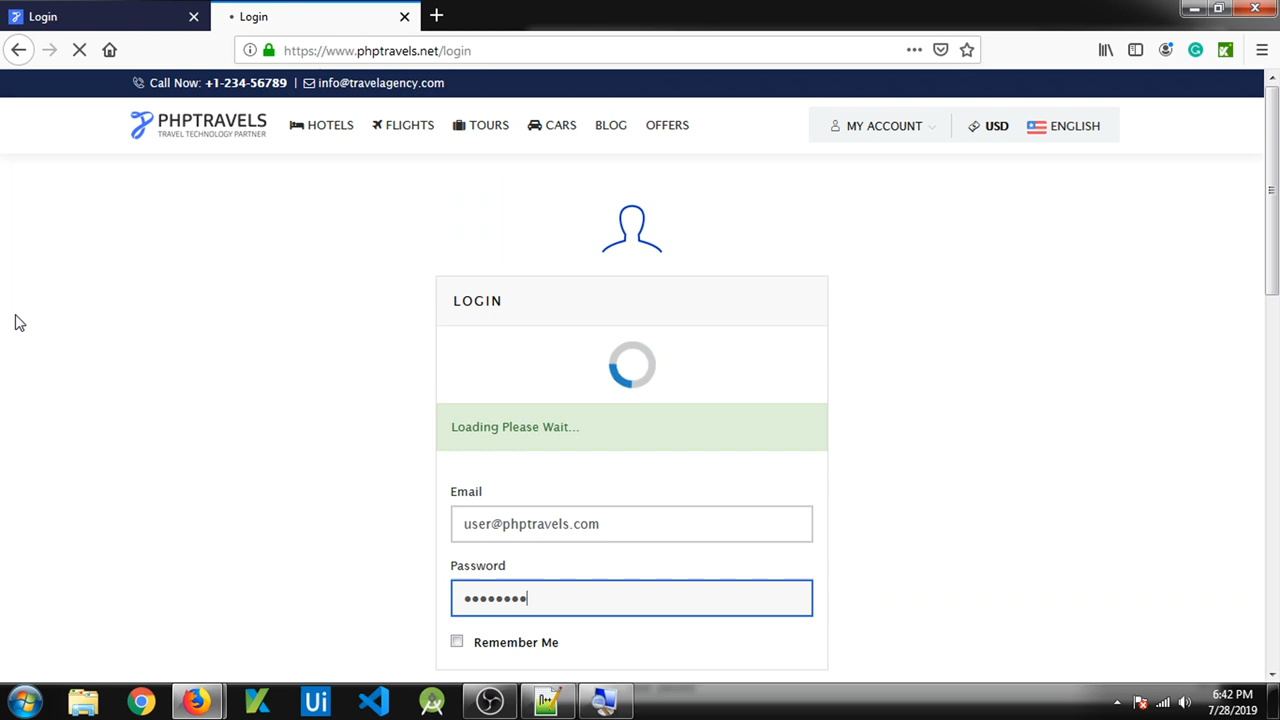 Login
Login
https://www.phptravels.net/login
Call Now: +1-234-56789 | info@travelagency.com
PHPTRAVELS
TRAVEL TECHNOLOGY PARTNER
HOTELS FLIGHTS TOURS CARS BLOG OFFERS MY ACCOUNT USD ENGLISH
LOGIN
Loading Please Wait...
Email
user@phptravels.com
Password
Remember Me
Ui
6:42 PM
7/28/2019